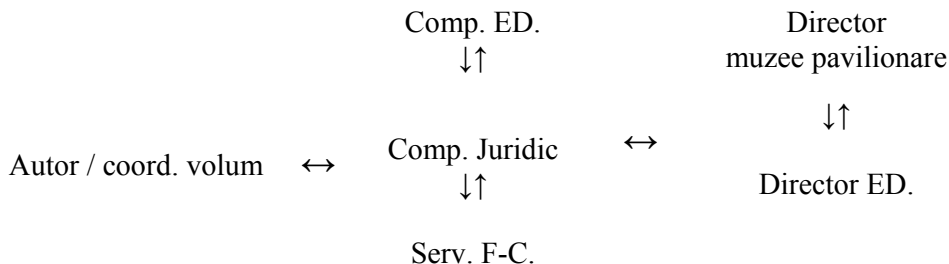 Comp. ED.
↓↑
Director
muzee pavilionare
↓↑
Autor / coord. volum ↔ Comp. Juridic ↔
↓↑
Director ED.
Serv. F-C.